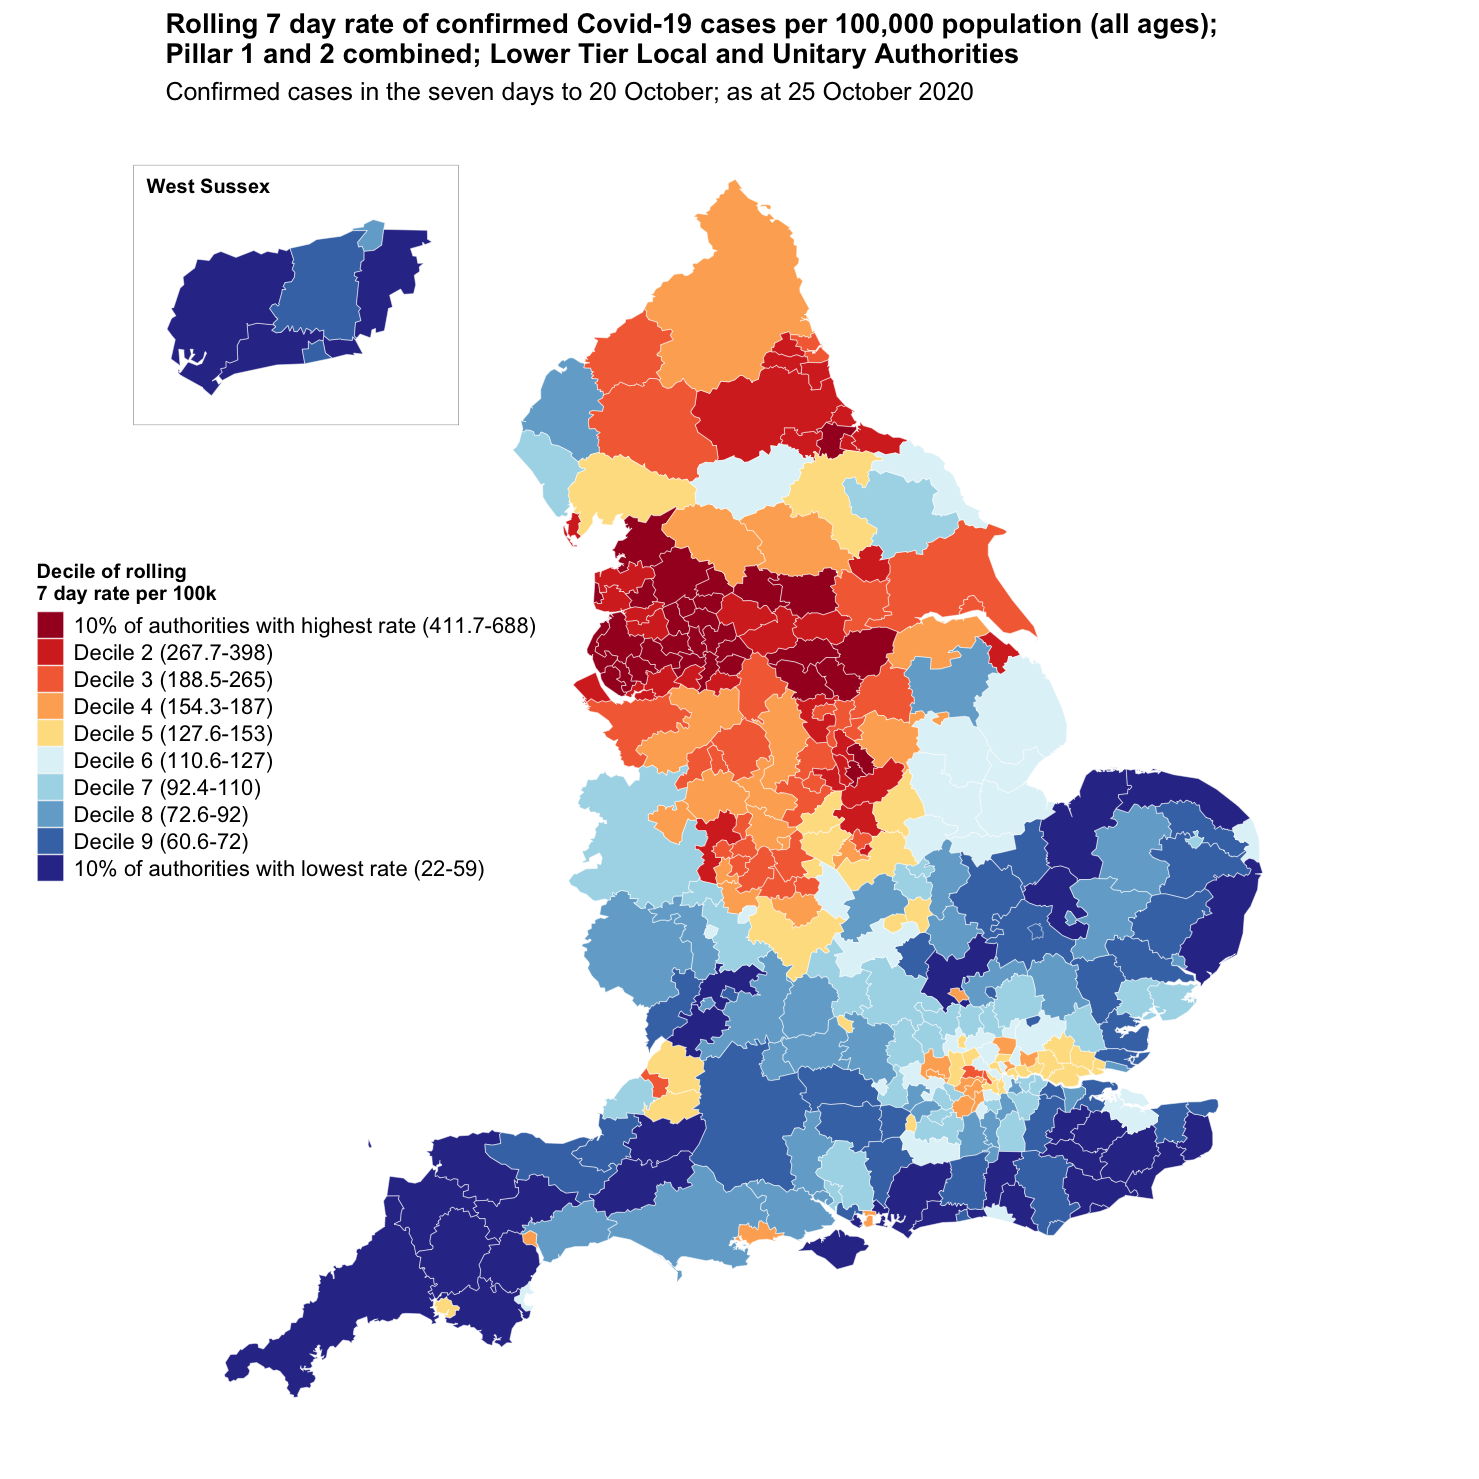 Rolling 7 day rate of confirmed Covid-19 cases per 100,000 population (all ages);
Pillar 1 and 2 combined; Lower Tier Local and Unitary Authorities
Confirmed cases in the seven days to 20 October; as at 25 October 2020
West Sussex
Decile of rolling
7 day rate per 100k
10% of authorities with highest rate (411.7-688)
Decile 2 (267.7-398)
Decile 3 (188.5-265)
Decile 4 (154.3-187)
Decile 5 (127.6-153)
Decile 6 (110.6-127)
Decile 7 (92.4-110)
Decile 8 (72.6-92)
Decile 9 (60.6-72)
10% of authorities with lowest rate (22-59)